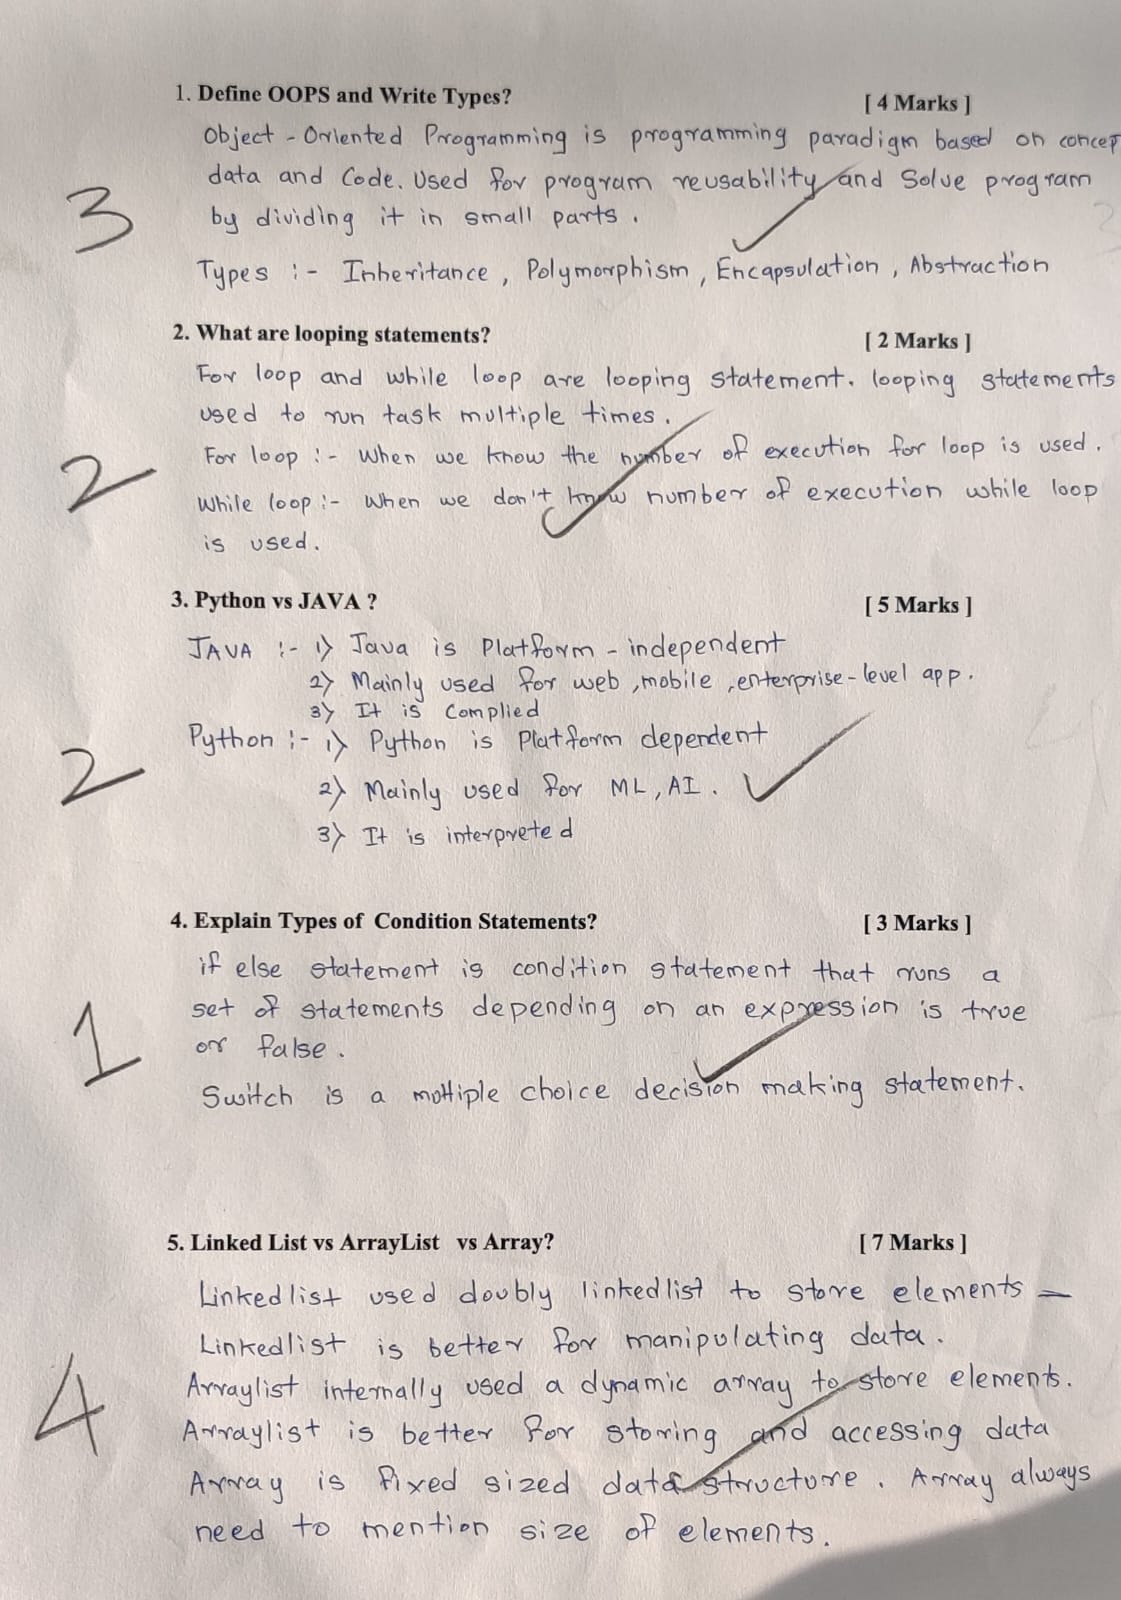 1. Define OOPS and Write Types?
[ 4 Marks ]
Object - Oriented Programming is programming paradigm based on concep
data and Code. Used for program reusability and Solve program
3
by dividing it in small parts .
Types :- Inheritance , Polymorphism , Encapsulation , Abstraction
2. What are looping statements?
[ 2 Marks ]
For loop and while loop are looping statement. looping statements
used to run task multiple times .
For loop :- When we know the number of execution for loop is used .
2
While loop :- When we don't know number of execution while loop
is used .
3. Python vs JAVA ?
[ 5 Marks ]
JAVA :- 1) Java is Platform - independent
2) Mainly used for web , mobile , enterprise - level app .
3) It is Complied
Python :- 1) Python is Platform dependent
2
2) Mainly used for ML , AI .
3) It is interpreted
4. Explain Types of Condition Statements?
[ 3 Marks ]
if else statement is condition statement that runs a
set of statements depending on an expression is true
1
or false .
Switch is a multiple choice decision making statement .
5. Linked List vs ArrayList vs Array?
[ 7 Marks ]
Linkedlist used doubly linkedlist to store elements
Linkedlist is better for manipulating data .
Arraylist internally used a dynamic array to store elements .
4
Arraylist is better for storing and accessing data
Array is fixed sized data structure . Array always
need to mention size of elements .